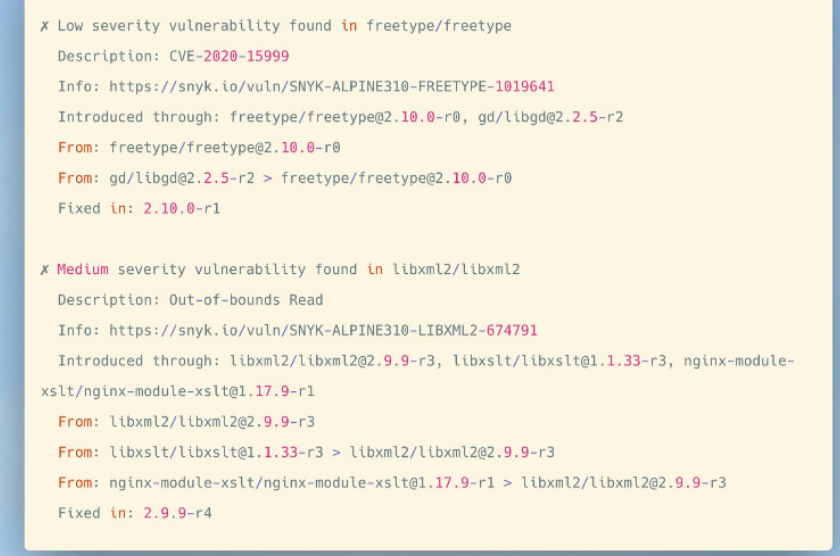 ✗ Low severity vulnerability found in freetype/freetype
Description: CVE-2020-15999
Info: https://snyk.io/vuln/SNYK-ALPINE310-FREETYPE-1019641
Introduced through: freetype/freetype@2.10.0-r0, gd/libgd@2.2.5-r2
From: freetype/freetype@2.10.0-r0
From: gd/libgd@2.2.5-r2 > freetype/freetype@2.10.0-r0
Fixed in: 2.10.0-r1
✗ Medium severity vulnerability found in libxml2/libxml2
Description: Out-of-bounds Read
Info: https://snyk.io/vuln/SNYK-ALPINE310-LIBXML2-674791
Introduced through: libxml2/libxml2@2.9.9-r3, libxslt/libxslt@1.1.33-r3, nginx-module-
xslt/nginx-module-xslt@1.17.9-r1
From: libxml2/libxml2@2.9.9-r3
From: libxslt/libxslt@1.1.33-r3 > libxml2/libxml2@2.9.9-r3
From: nginx-module-xslt/nginx-module-xslt@1.17.9-r1 > libxml2/libxml2@2.9.9-r3
Fixed in: 2.9.9-r4